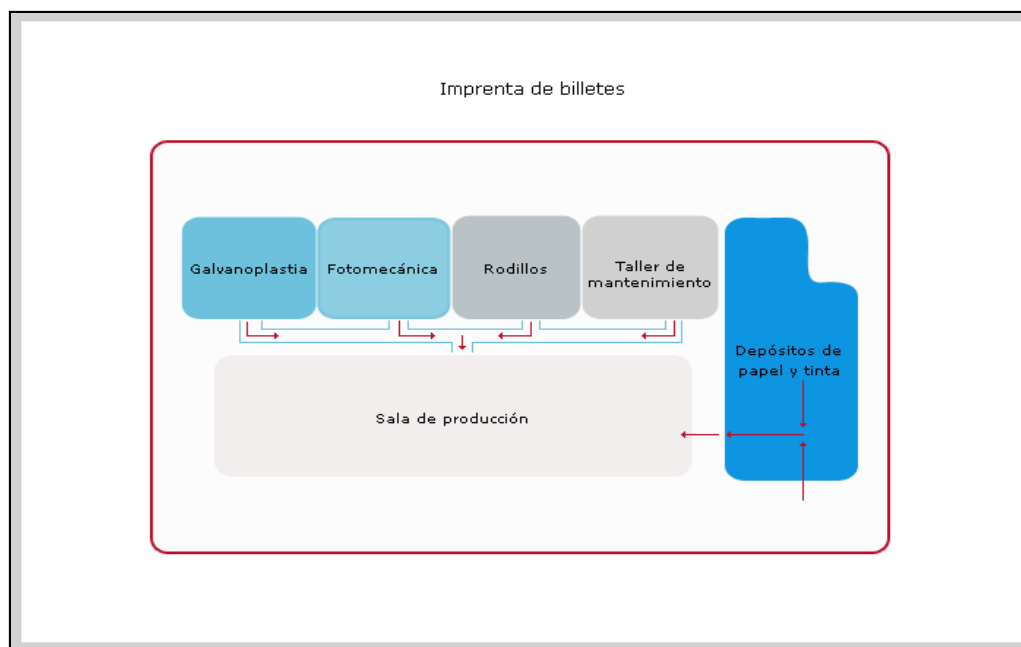 Imprenta de billetes
Galvanoplastia
Fotomecánica
Rodillos
Taller de
mantenimiento
Depósitos de
papel y tinta
Sala de producción